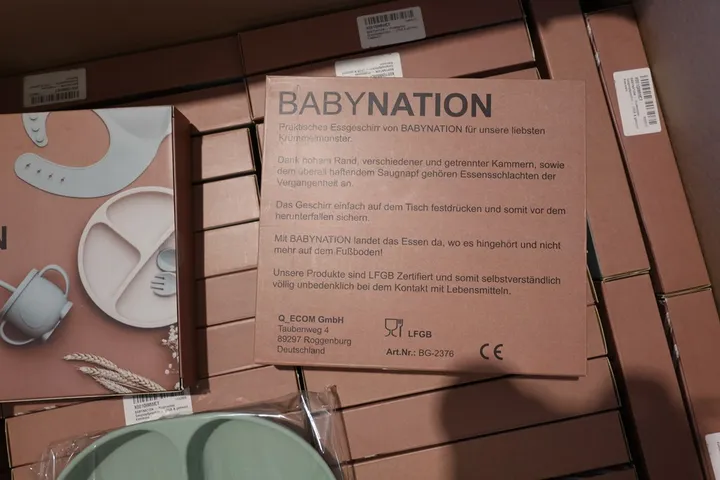 BABYNATION
Praktisches Essgeschirr von BABYNATION für unsere liebsten
Krümmelmonster.
Dank hohem Rand, verschiedener und getrennter Kammern, sowie
dem überall haftendem Saugnapf gehören Essensschlachten der
Vergangenheit an.
Das Geschirr einfach auf dem Tisch festdrücken und somit vor dem
herunterfallen sichern.
Mit BABYNATION landet das Essen da, wo es hingehört und nicht
mehr auf dem Fußboden!
Unsere Produkte sind LFGB Zertifiert und somit selbstverständlich
völlig unbedenklich bei dem Kontakt mit Lebensmitteln.
Q_ECOM GmbH
Taubenweg 4
89297 Roggenburg
Deutschland
LFGB
Art.Nr.: BG-2376
CE
N